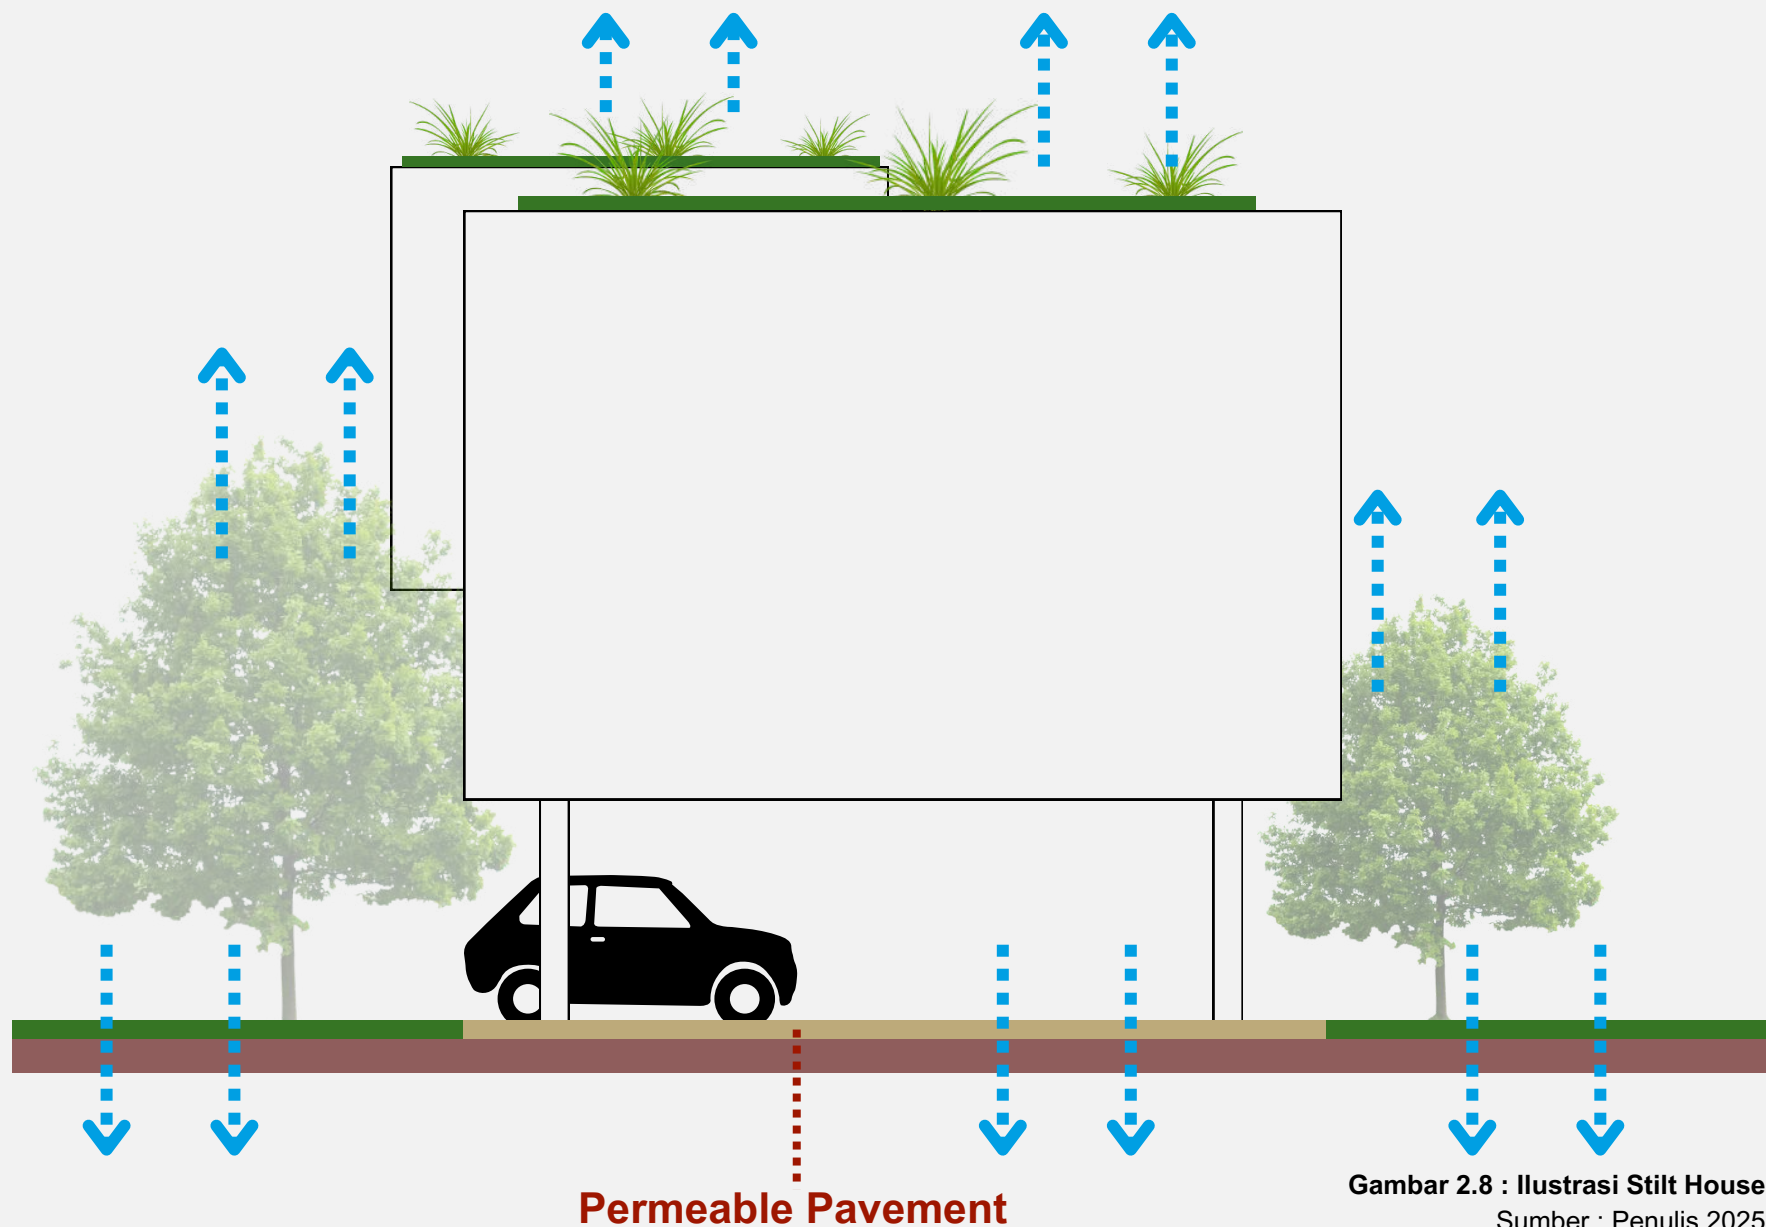 Permeable Pavement
Gambar 2.8 : Ilustrasi Stilt House
Sumber : Penulis 2025